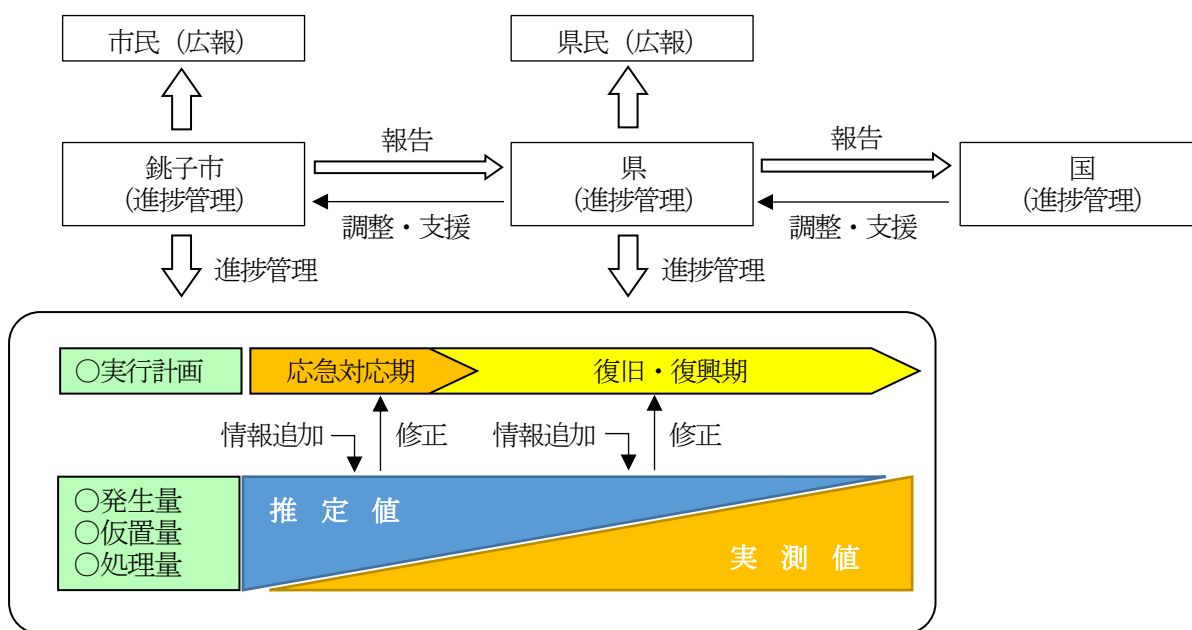 市民（広報）
県民（広報）
報告
報告
銚子市
(進捗管理)
県
(進捗管理)
国
(進捗管理)
調整・支援
調整・支援
進捗管理
進捗管理
○実行計画
応急対応期
復旧・復興期
情報追加
修正
情報追加
修正
○発生量
○仮置量
○処理量
推 定 値
実 測 値